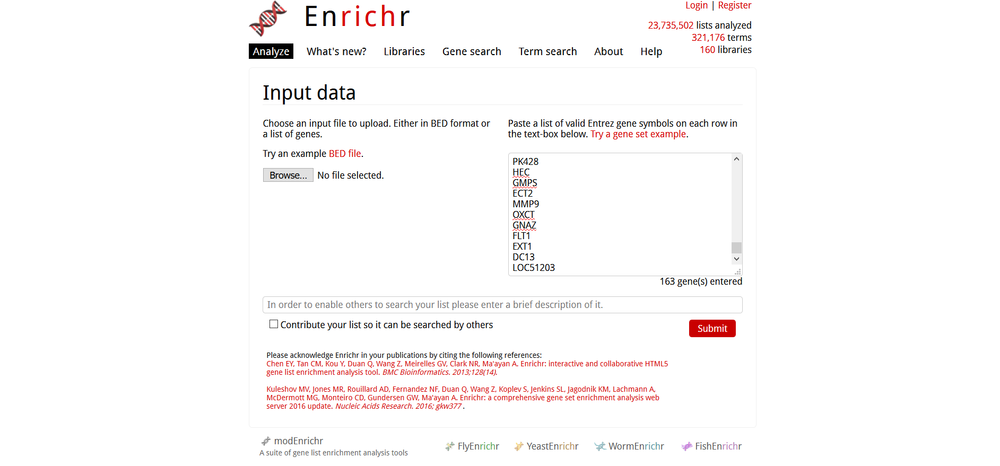 Enrichr
Login | Register
23,735,502 lists analyzed
321,176 terms
160 libraries
Analyze What's new? Libraries Gene search Term search About Help
Input data
Choose an input file to upload. Either in BED format or
a list of genes.
Try an example BED file.
Browse... No file selected.
Paste a list of valid Entrez gene symbols on each row in
the text-box below. Try a gene set example.
PK428
HEC
GMPS
ECT2
MMP9
OXCT
GNAZ
FLT1
EXT1
DC13
LOC51203
163 gene(s) entered
In order to enable others to search your list please enter a brief description of it.
Contribute your list so it can be searched by others
Submit
Please acknowledge Enrichr in your publications by citing the following references:
Chen EY, Tan CM, Kou Y, Duan Q, Wang Z, Meirelles GV, Clark NR, Ma'ayan A. Enrichr: interactive and collaborative HTML5
gene list enrichment analysis tool. BMC Bioinformatics. 2013;128(14).
Kuleshov MV, Jones MR, Rouillard AD, Fernandez NF, Duan Q, Wang Z, Koplev S, Jenkins SL, Jagodnik KM, Lachmann A,
McDermott MG, Monteiro CD, Gundersen GW, Ma'ayan A. Enrichr: a comprehensive gene set enrichment analysis web
server 2016 update. Nucleic Acids Research. 2016; gkw377 .
modEnrichr
A suite of gene list enrichment analysis tools
FlyEnrichr YeastEnrichr WormEnrichr FishEnrichr